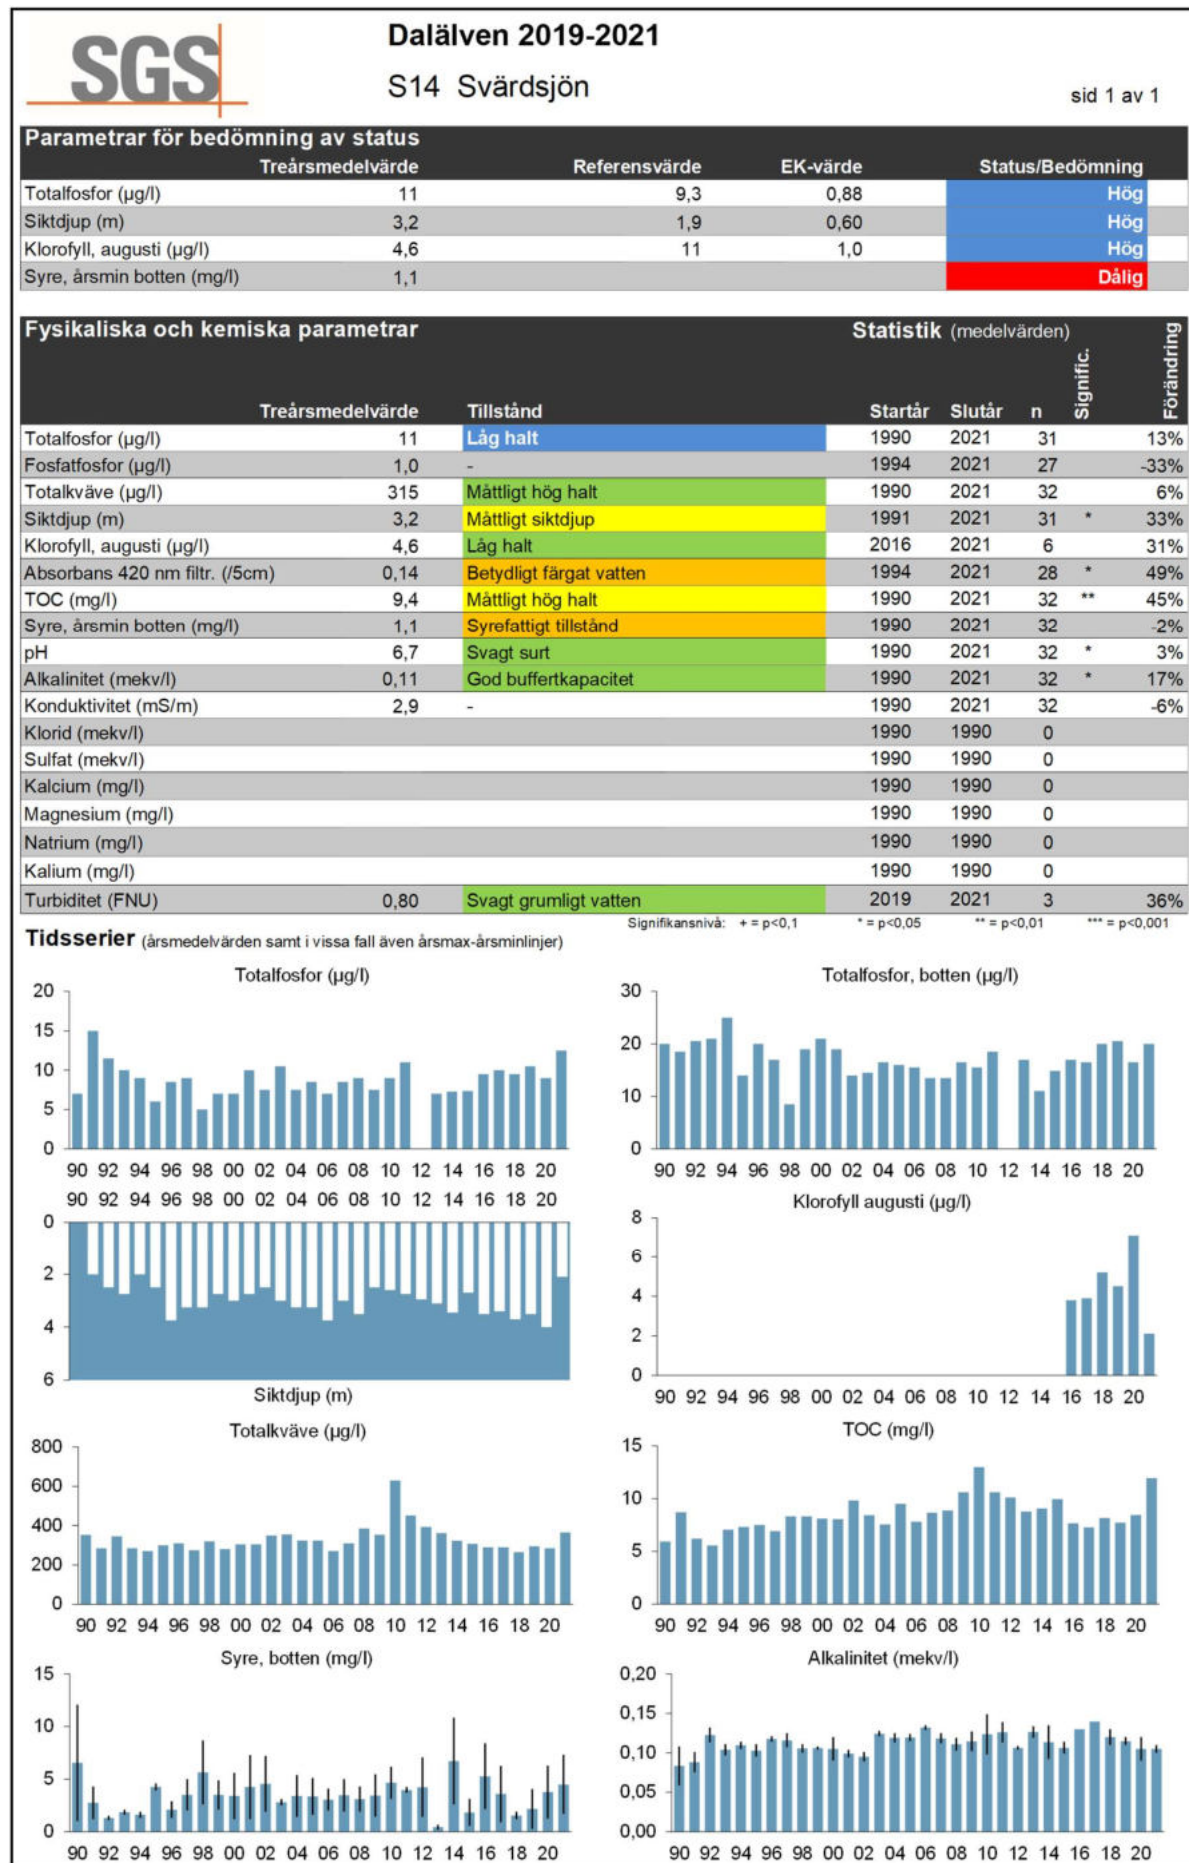 SGS
Dalälven 2019-2021
S14 Svärdsjön
sid 1 av 1
Parametrar för bedömning av status
Treårsmedelvärde Referensvärde EK-värde Status/Bedömning
Totalfosfor (µg/l) 11 9,3 0,88 Hög
Siktdjup (m) 3,2 1,9 0,60 Hög
Klorofyll, augusti (µg/l) 4,6 11 1,0 Hög
Syre, årsmin botten (mg/l) 1,1 Dålig
Fysikaliska och kemiska parametrar Statistik (medelvärden)
Treårsmedelvärde Tillstånd Startår Slutår n Signific. Förändring
Totalfosfor (µg/l) 11 Låg halt 1990 2021 31 13%
Fosfatfosfor (µg/l) 1,0 - 1994 2021 27 -33%
Totalkväve (µg/l) 315 Måttligt hög halt 1990 2021 32 6%
Siktdjup (m) 3,2 Måttligt siktdjup 1991 2021 31 * 33%
Klorofyll, augusti (µg/l) 4,6 Låg halt 2016 2021 6 31%
Absorbans 420 nm filtr. (/5cm) 0,14 Betydligt färgat vatten 1994 2021 28 * 49%
TOC (mg/l) 9,4 Måttligt hög halt 1990 2021 32 ** 45%
Syre, årsmin botten (mg/l) 1,1 Syrefattigt tillstånd 1990 2021 32 -2%
pH 6,7 Svagt surt 1990 2021 32 * 3%
Alkalinitet (mekv/l) 0,11 God buffertkapacitet 1990 2021 32 * 17%
Konduktivitet (mS/m) 2,9 - 1990 2021 32 -6%
Klorid (mekv/l) 1990 1990 0
Sulfat (mekv/l) 1990 1990 0
Kalcium (mg/l) 1990 1990 0
Magnesium (mg/l) 1990 1990 0
Natrium (mg/l) 1990 1990 0
Kalium (mg/l) 1990 1990 0
Turbiditet (FNU) 0,80 Svagt grumligt vatten 2019 2021 3 36%
Signifikansnivå: + = p<0,1 * = p<0,05 ** = p<0,01 *** = p<0,001
Tidsserier (årsmedelvärden samt i vissa fall även årsmax-årsminlinjer)
Totalfosfor (µg/l)
20
15
10
5
0
90 92 94 96 98 00 02 04 06 08 10 12 14 16 18 20
Totalfosfor, botten (µg/l)
30
20
10
0
90 92 94 96 98 00 02 04 06 08 10 12 14 16 18 20
90 92 94 96 98 00 02 04 06 08 10 12 14 16 18 20
0
2
4
6
Siktdjup (m)
Klorofyll augusti (µg/l)
8
6
4
2
0
90 92 94 96 98 00 02 04 06 08 10 12 14 16 18 20
Totalkväve (µg/l)
800
600
400
200
0
90 92 94 96 98 00 02 04 06 08 10 12 14 16 18 20
TOC (mg/l)
15
10
5
0
90 92 94 96 98 00 02 04 06 08 10 12 14 16 18 20
Syre, botten (mg/l)
15
10
5
0
90 92 94 96 98 00 02 04 06 08 10 12 14 16 18 20
Alkalinitet (mekv/l)
0,20
0,15
0,10
0,05
0,00
90 92 94 96 98 00 02 04 06 08 10 12 14 16 18 20